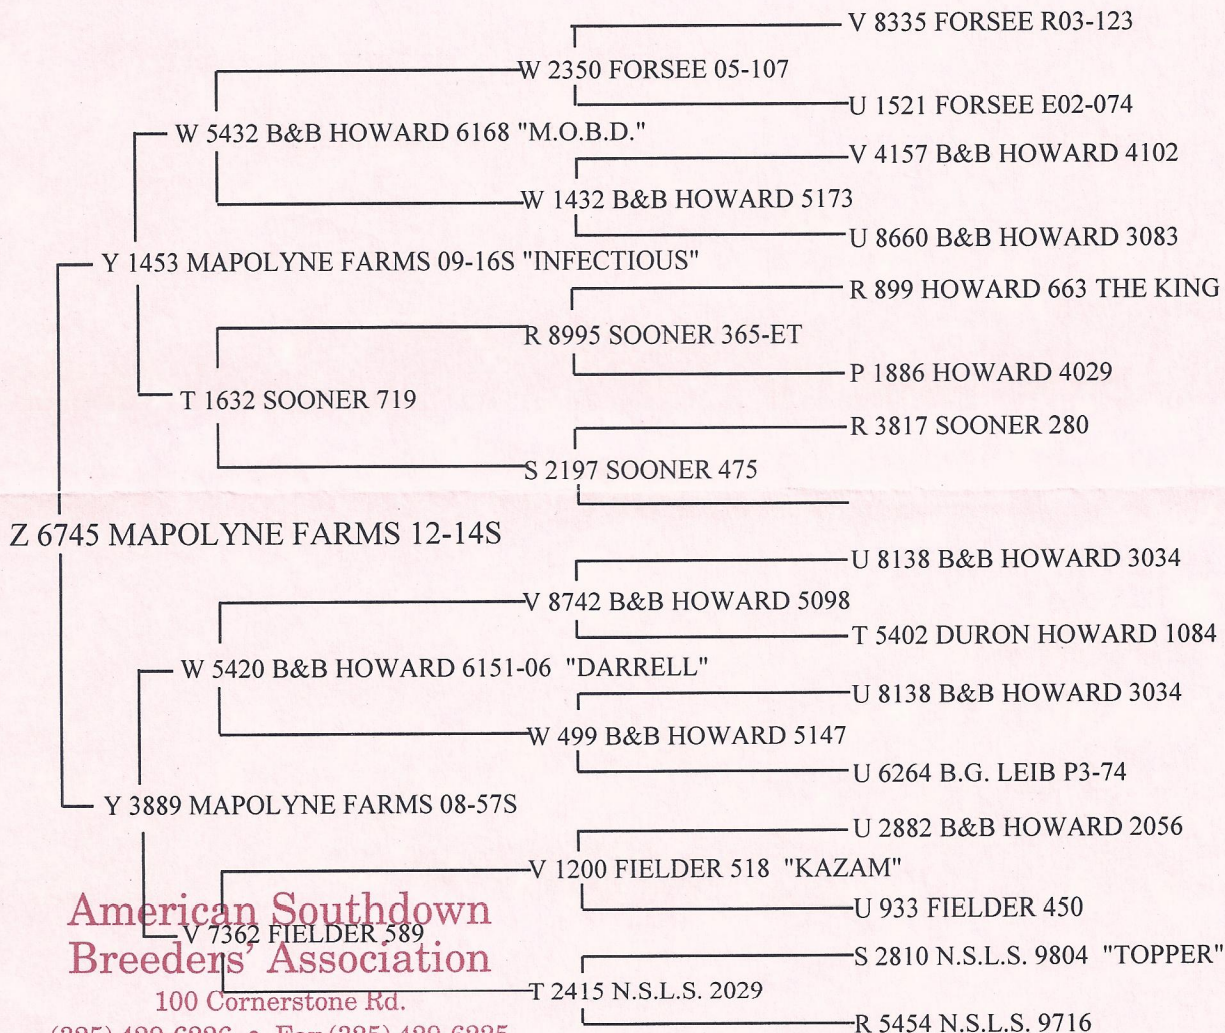 V 8335 FORSEE R03-123
W 2350 FORSEE 05-107
U 1521 FORSEE E02-074
W 5432 B&B HOWARD 6168 "M.O.B.D."
V 4157 B&B HOWARD 4102
W 1432 B&B HOWARD 5173
U 8660 B&B HOWARD 3083
Y 1453 MAPOLYNE FARMS 09-16S "INFECTIOUS"
R 899 HOWARD 663 THE KING
R 8995 SOONER 365-ET
P 1886 HOWARD 4029
T 1632 SOONER 719
R 3817 SOONER 280
S 2197 SOONER 475
Z 6745 MAPOLYNE FARMS 12-14S
U 8138 B&B HOWARD 3034
V 8742 B&B HOWARD 5098
T 5402 DURON HOWARD 1084
W 5420 B&B HOWARD 6151-06 "DARRELL"
U 8138 B&B HOWARD 3034
W 499 B&B HOWARD 5147
U 6264 B.G. LEIB P3-74
Y 3889 MAPOLYNE FARMS 08-57S
U 2882 B&B HOWARD 2056
V 1200 FIELDER 518 "KAZAM"
U 933 FIELDER 450
American Southdown
V 7362 FIELDER 589
Breeders' Association
S 2810 N.S.L.S. 9804 "TOPPER"
T 2415 N.S.L.S. 2029
100 Cornerstone Rd.
R 5454 N.S.L.S. 9716
Fax